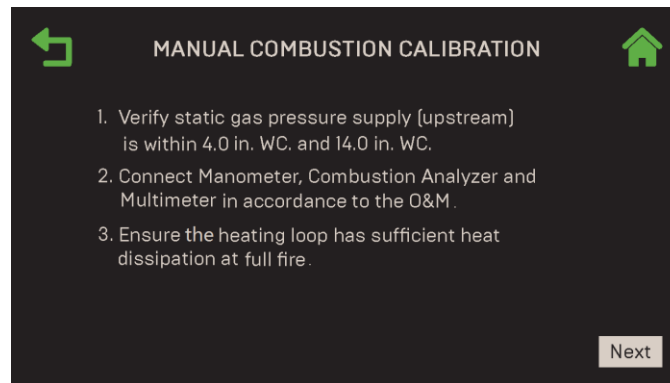 MANUAL COMBUSTION CALIBRATION
1. Verify static gas pressure supply (upstream)
is within 4.0 in. WC. and 14.0 in. WC.
2. Connect Manometer, Combustion Analyzer and
Multimeter in accordance to the O&M.
3. Ensure the heating loop has sufficient heat
dissipation at full fire.
Next